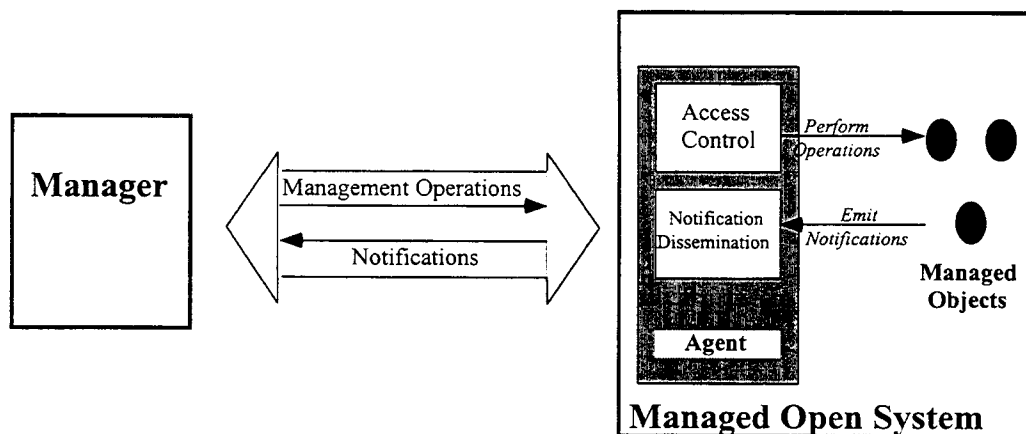 Manager
Management Operations
Notifications
Access
Control
Perform
Operations
Notification
Dissemination
Emit
Notifications
Managed
Objects
Agent
Managed Open System